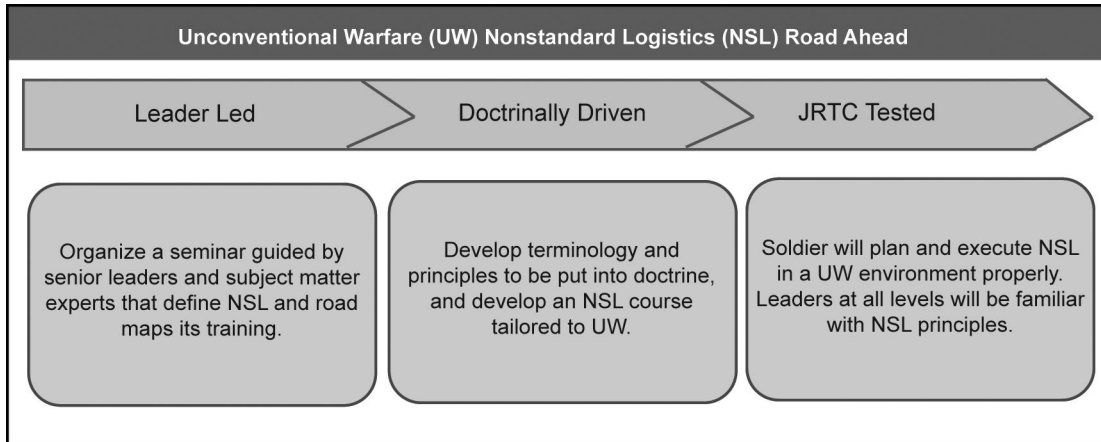 Unconventional Warfare (UW) Nonstandard Logistics (NSL) Road Ahead
Leader Led
Doctrinally Driven
JRTC Tested
Organize a seminar guided by
senior leaders and subject matter
experts that define NSL and road
maps its training.
Develop terminology and
principles to be put into doctrine,
and develop an NSL course
tailored to UW.
Soldier will plan and execute NSL
in a UW environment properly.
Leaders at all levels will be familiar
with NSL principles.